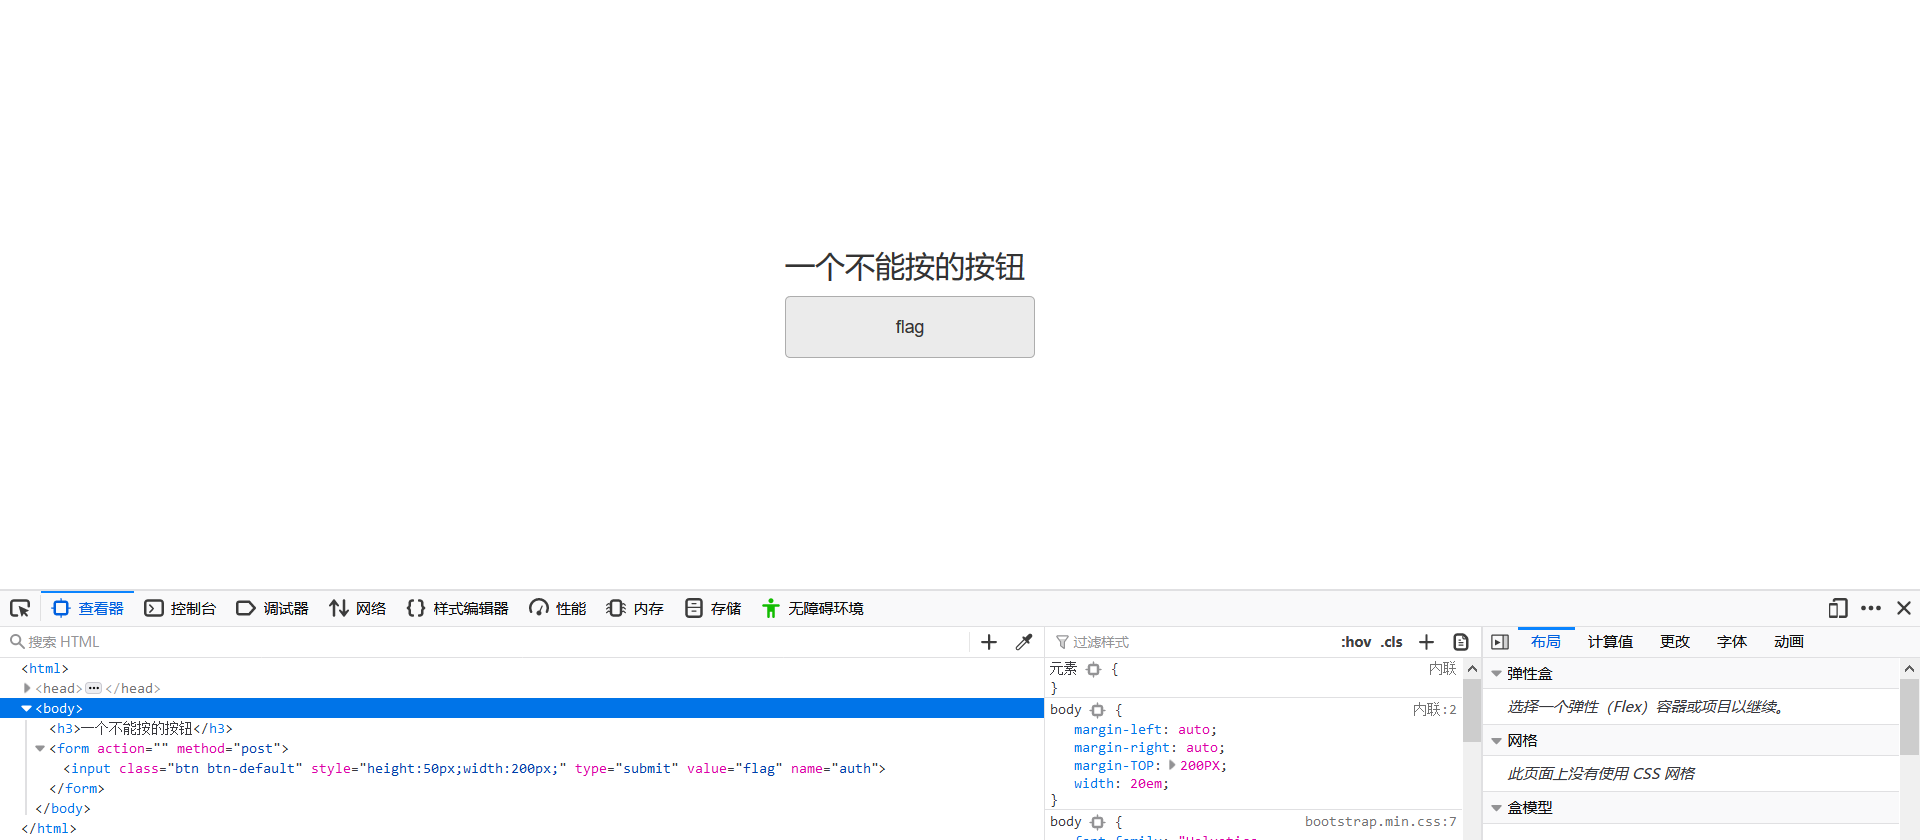 一个不能按的按钮
flag
查看器 控制台 调试器 网络 样式编辑器 性能 内存 存储 无障碍环境
搜索 HTML
<html>
<head> </head>
<body>
<h3>一个不能按的按钮</h3>
<form action="" method="post">
<input class="btn btn-default" style="height:50px;width:200px;" type="submit" value="flag" name="auth">
</form>
</body>
</html>
过滤样式 :hov .cls
元素 { 内联
}
body { 内联:2
margin-left: auto;
margin-right: auto;
margin-TOP: 200PX;
width: 20em;
}
body { bootstrap.min.css:7
布局 计算值 更改 字体 动画
弹性盒
选择一个弹性（Flex）容器或项目以继续。
网格
此页面上没有使用 CSS 网格
盒模型